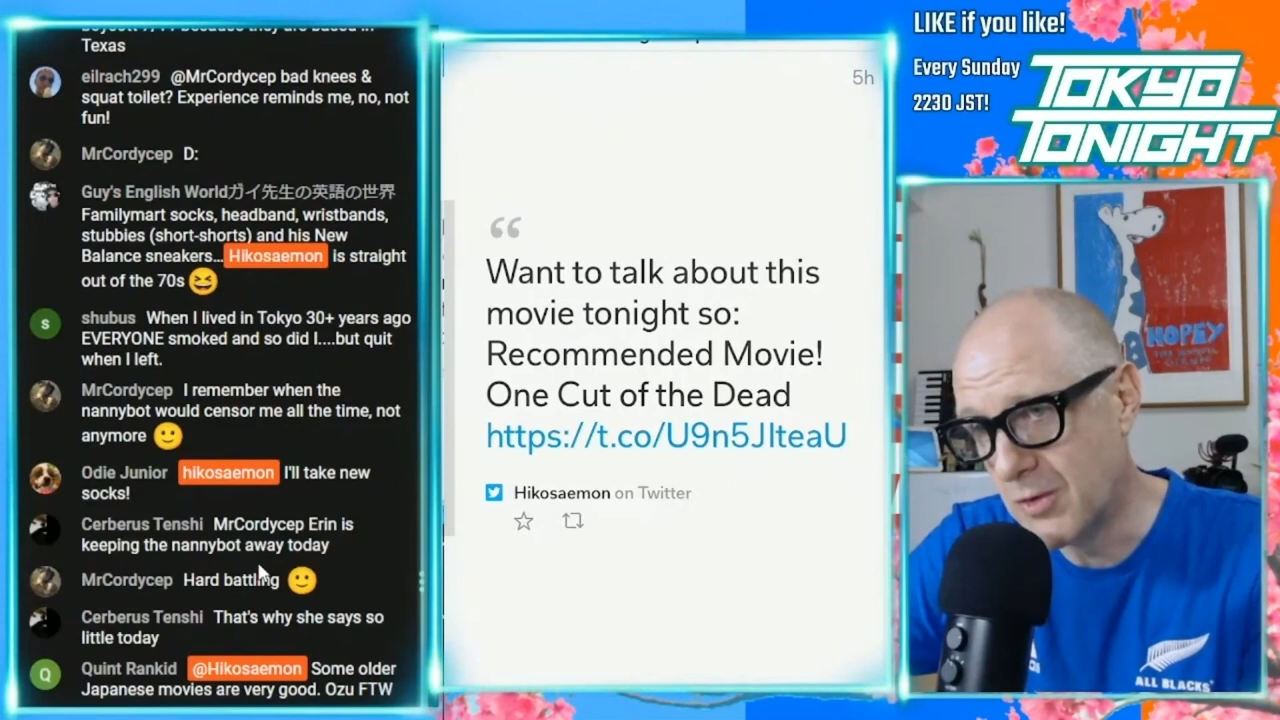 Texas
eilrach299 @MrCordycep bad knees &
squat toilet? Experience reminds me, no, not
fun!
MrCordycep D:
Guy's English Worldガイ先生の英語の世界
Familymart socks, headband, wristbands,
stubbies (short-shorts) and his New
Balance sneakers... Hikosaemon is straight
out of the 70s
S
shubus When I lived in Tokyo 30+ years ago
EVERYONE smoked and so did I....but quit
when I left.
MrCordycep I remember when the
nannybot would censor me all the time, not
anymore
Odie Junior hikosaemon I'll take new
socks!
Cerberus Tenshi MrCordycep Erin is
keeping the nannybot away today
MrCordycep Hard battling
Cerberus Tenshi That's why she says so
little today
Q
Quint Rankid @Hikosaemon Some older
Japanese movies are very good. Ozu FTW
5h
“
Want to talk about this
movie tonight so:
Recommended Movie!
One Cut of the Dead
https://t.co/U9n5JIteaU
Hikosaemon on Twitter
LIKE if you like!
Every Sunday
2230 JST!
TOKYO
TONIGHT
HOPEY
ALL BLACKS